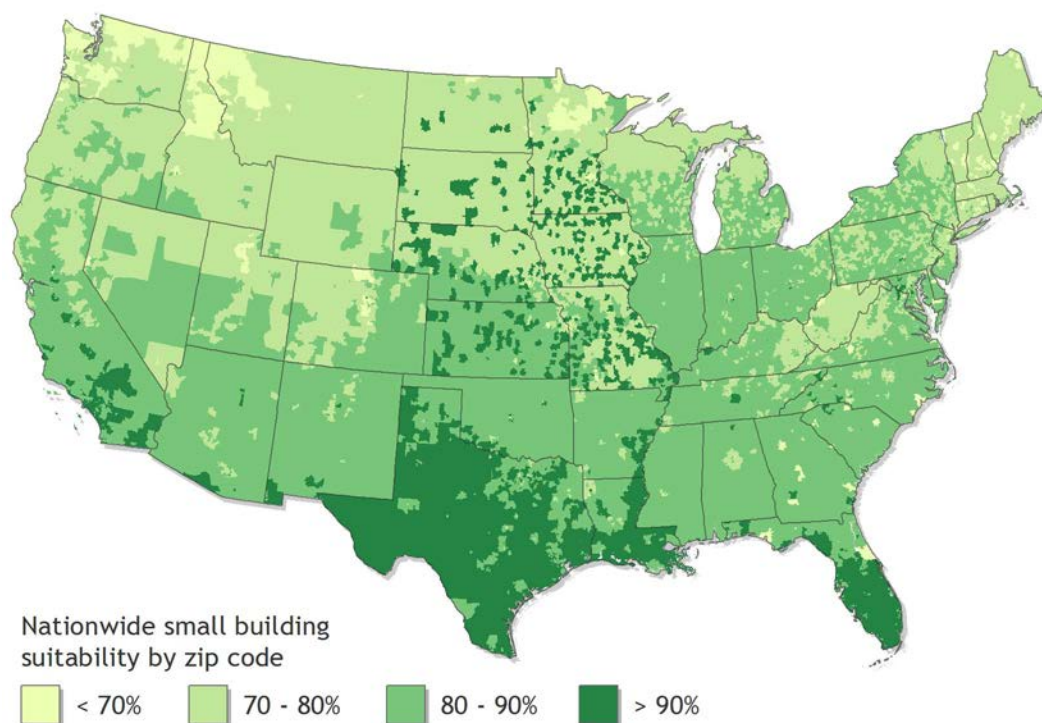 Nationwide small building
suitability by zip code
< 70% 70 - 80% 80 - 90% > 90%